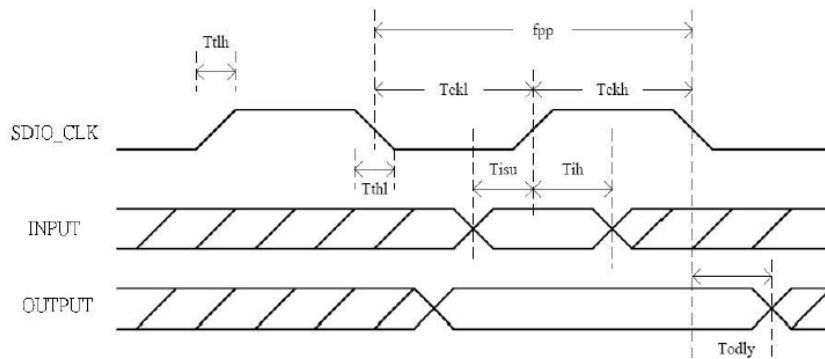 fpp
Ttlh
Tckl
Tckh
SDIO_CLK
Tisu
Tih
Tthl
INPUT
OUTPUT
Todly